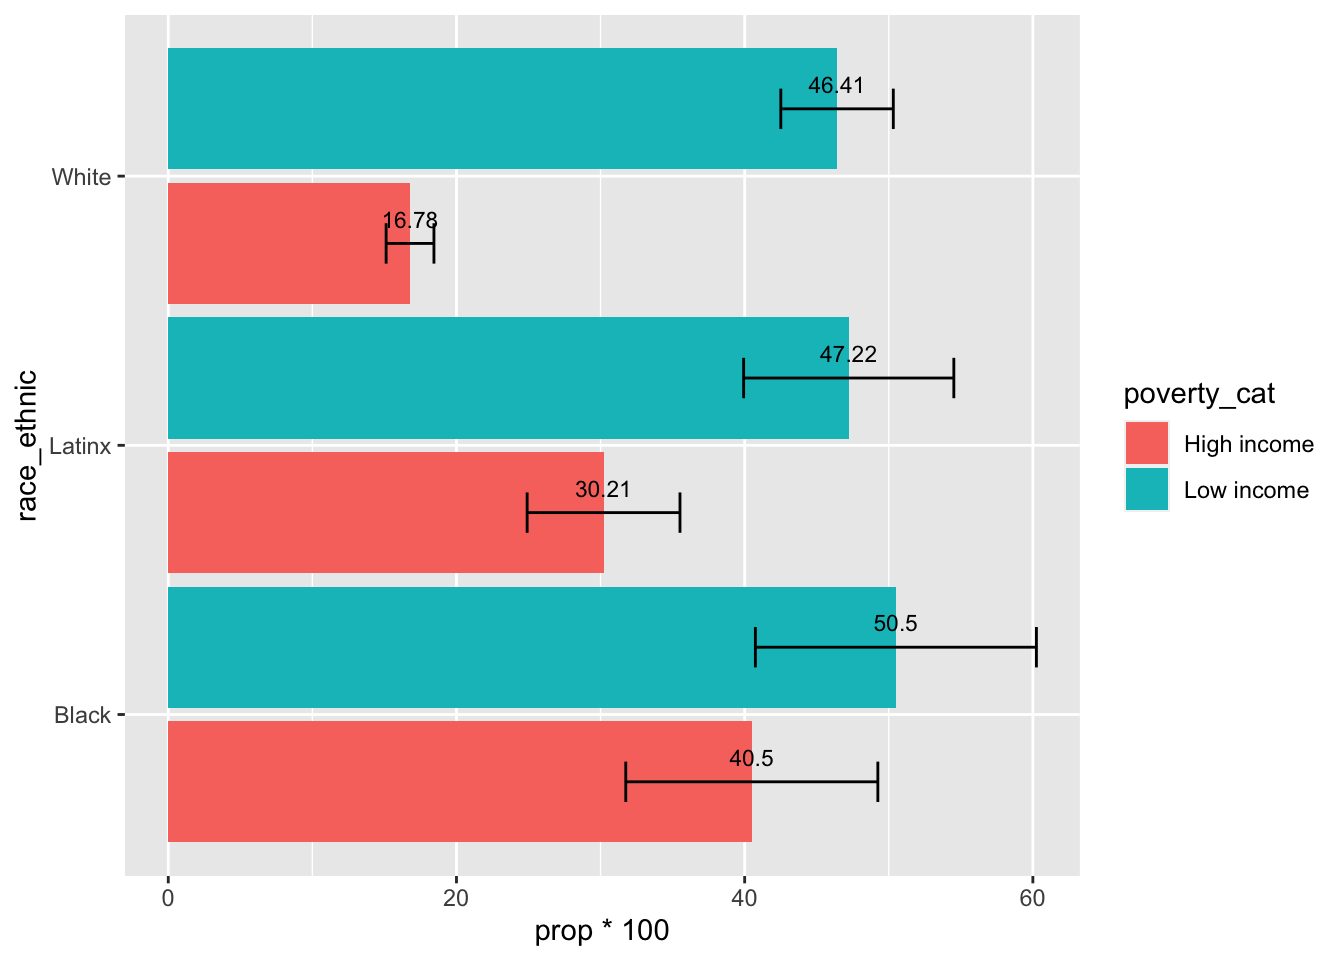 46.41
White
16.78
47.22
Latinx
30.21
50.5
Black
40.5
0 20 40 60
prop * 100
race_ethnic
poverty_cat
High income
Low income